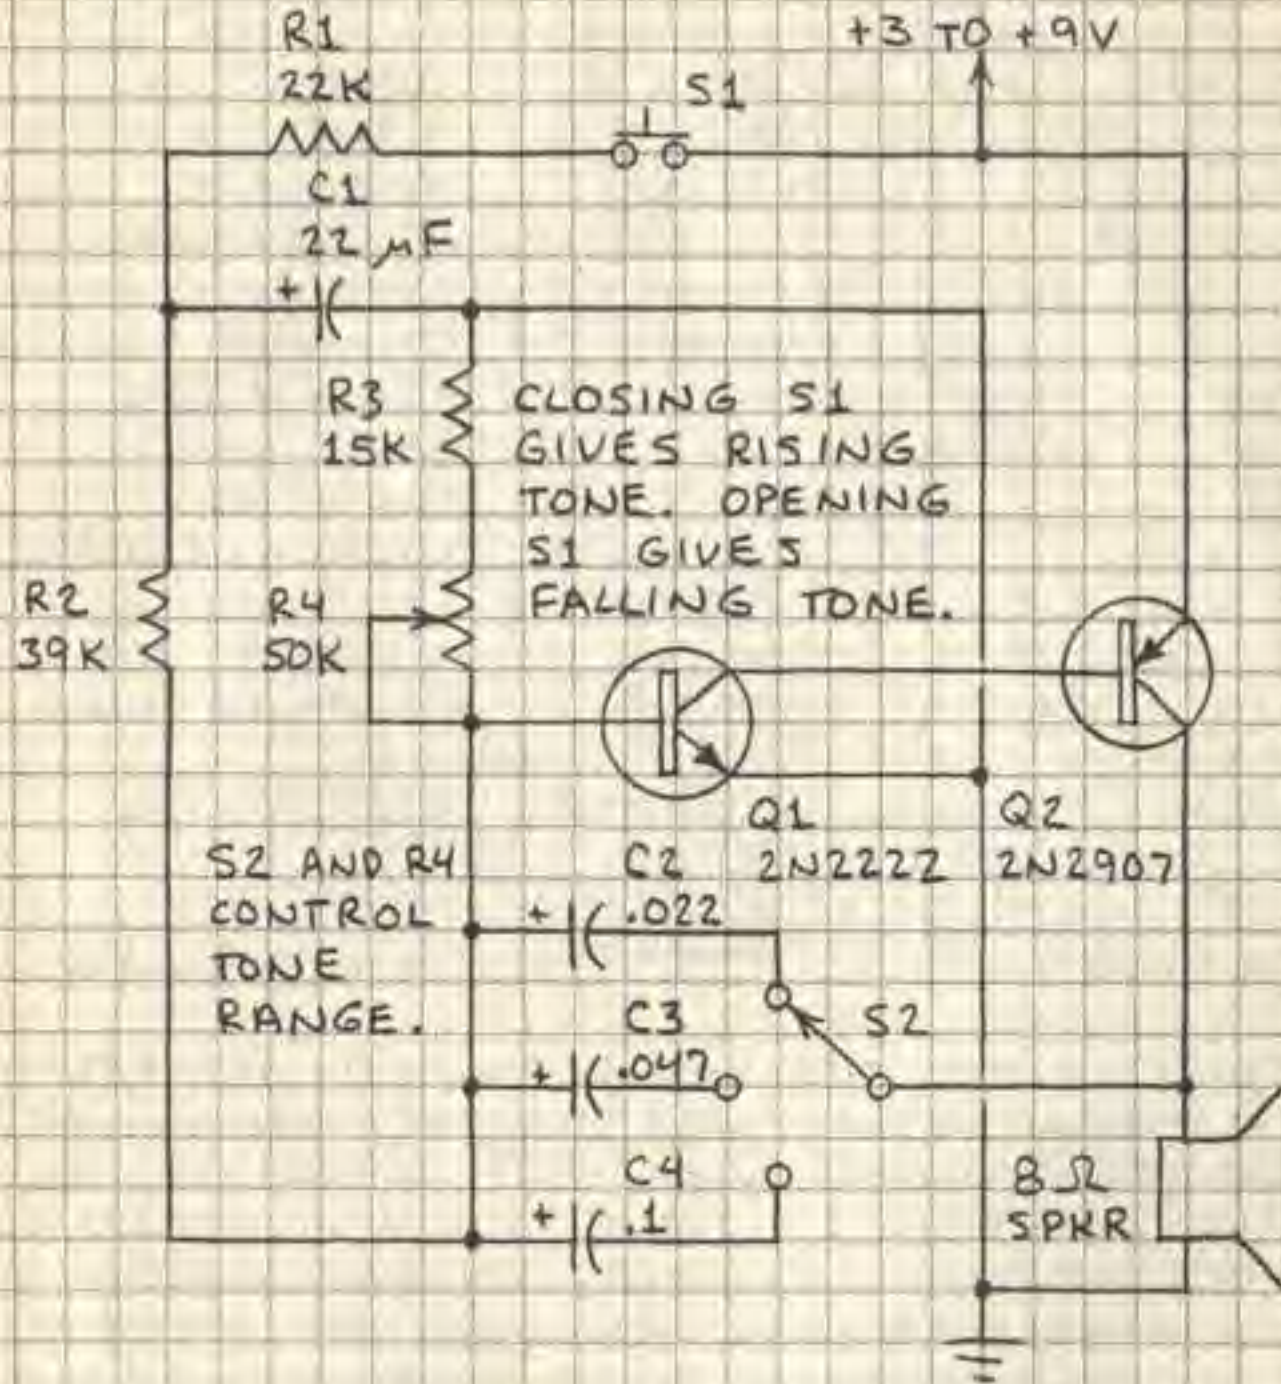 R1
22K
+3 TO +9V
S1
C1
22 µF
+
R3
15K
CLOSING S1
GIVES RISING
TONE. OPENING
S1 GIVES
FALLING TONE.
R2
39K
R4
50K
Q1
2N2222
Q2
2N2907
S2 AND R4
CONTROL
TONE
RANGE.
C2
+ .022
C3
+ .047
S2
C4
+ .1
8 Ω
SPKR